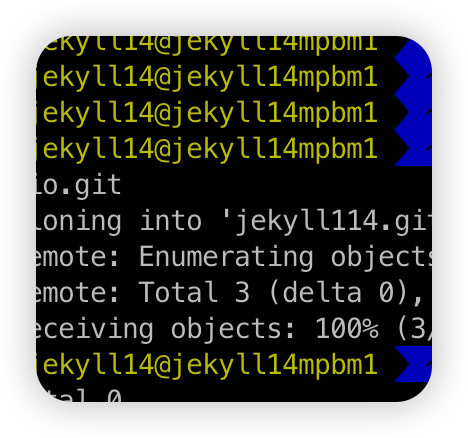 jekyll14@jekyll14mpbm1
jekyll14@jekyll14mpbm1
jekyll14@jekyll14mpbm1
jekyll14@jekyll14mpbm1
io.git
loning into 'jekyll114.git
emote: Enumerating objects
emote: Total 3 (delta 0),
eceiving objects: 100% (3/
jekyll14@jekyll14mpbm1
tal 0